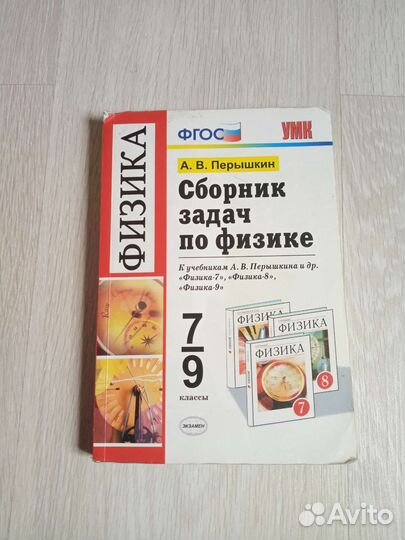 ФИЗИКА
ФГОС
УМК
А. В. Перышкин
Сборник
задач
по физике
К учебникам А. В. Перышкина и др.
«Физика-7», «Физика-8»,
«Физика-9»
7-9
классы
ФИЗИКА
ФИЗИКА
8
ФИЗИКА
7
ЭКЗАМЕН
Avito